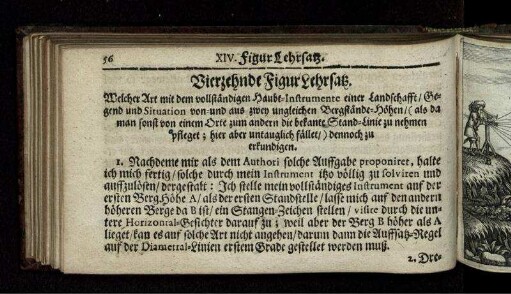 56 XIV. Figur Lehrsatz.
Vierzehnde Figur Lehrsatz.
Welcher Art mit dem vollständigen Haubt-Instrumente einer Landschafft/ Ge-
gend und Situation von-und aus zwey ungleichen Bergstände-Höhen/ (als da
man sonst von einem Orte zum andern die bekante Stand-Linie zu nehmen
pfleget; hier aber untauglich fället/) dennoch zu
erkundigen.
1. Nachdeme mir als dem Authori solche Auffgabe proponiret, halte
ich mich fertig/ solche durch mein Instrument itzo völlig zu solviren und
auffzulösten/ dergestalt: Ich stelle mein vollständiges Instrument auf der
ersten Berg-Höhe A/ als der ersten Standstelle/ lasse mich auf den andern
höheren Berge da B ist/ ein Stangen-Zeichen stellen/ visire durch die un-
tere Horizontal-Gesichter darauf zu; weil aber der Berg B höher als A
lieget/ kan es auf solche Art nicht angehen/ darum dann die Auffsatz-Regel
auf der Diametral-Linien erstem Grade gestellet werden muß.
2. Dre-